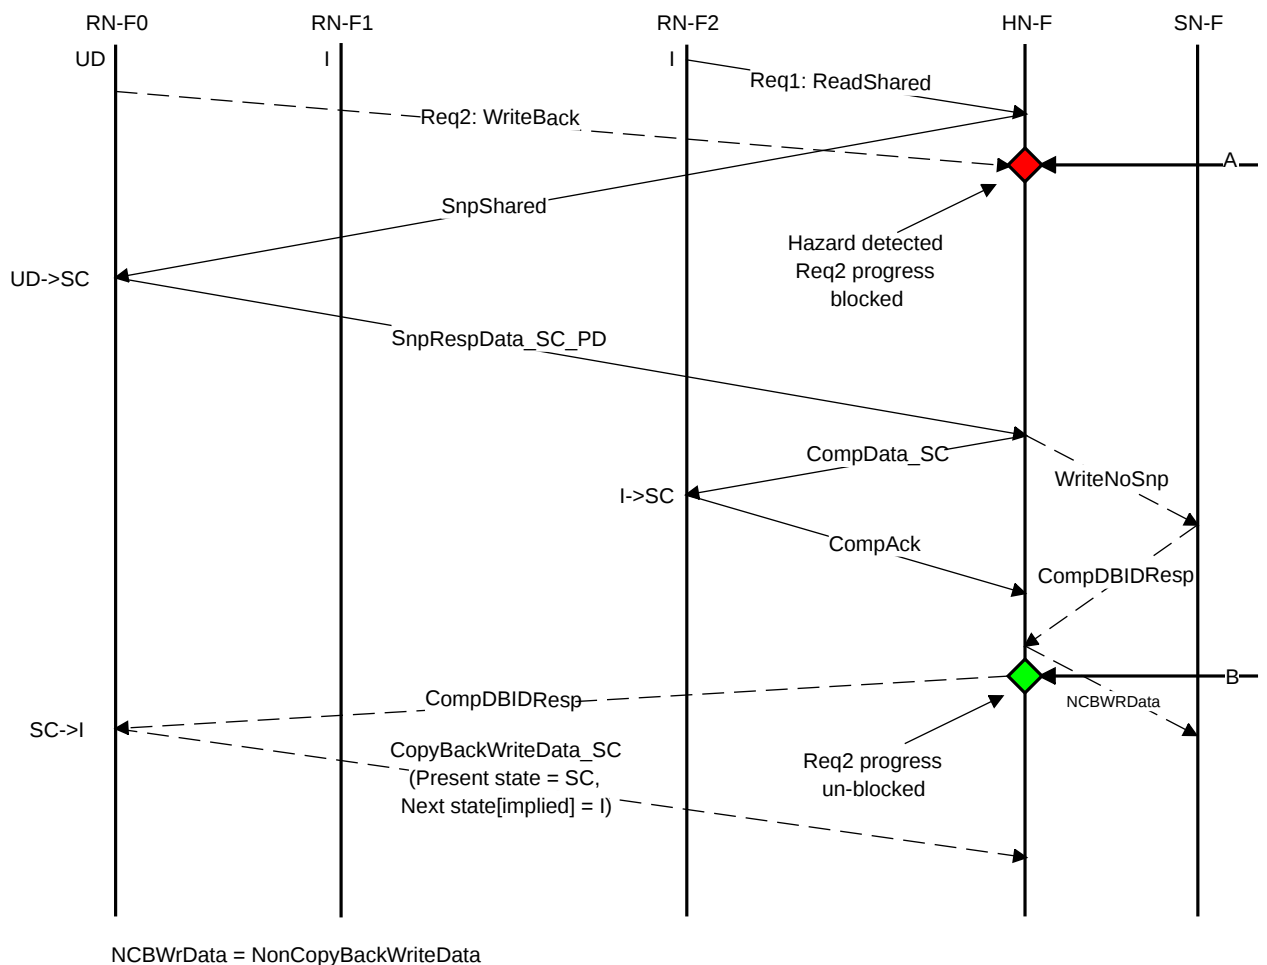 RN-F0 RN-F1 RN-F2 HN-F SN-F
UD I I
Req1: ReadShared
Req2: WriteBack
A
SnpShared
Hazard detected
Req2 progress
blocked
UD->SC
SnpRespData_SC_PD
CompData_SC
WriteNoSnp
I->SC
CompAck
CompDBIDResp
B
CompDBIDResp
NCBWRData
SC->I
CopyBackWriteData_SC
(Present state = SC,
Next state[implied] = I)
Req2 progress
un-blocked
NCBWrData = NonCopyBackWriteData